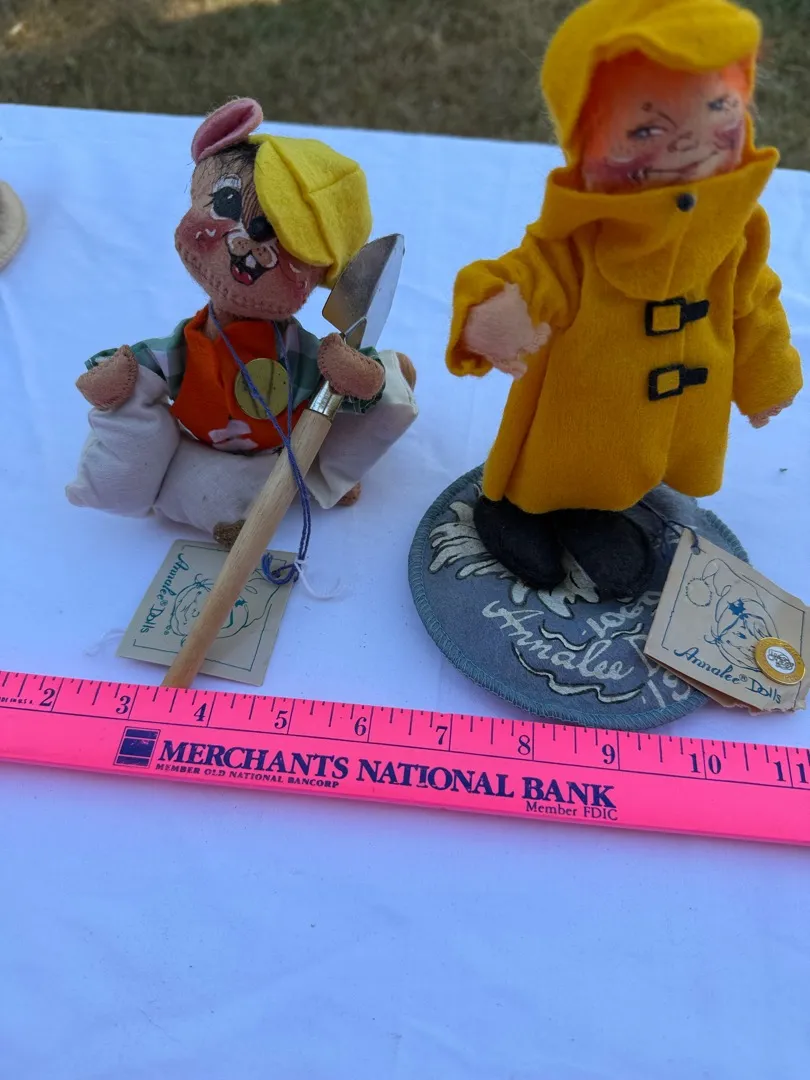 Annalee® Dolls
1000
Annalee
Annalee® Dolls
2 3 4 5 6 7 8 9 10 11
MERCHANTS NATIONAL BANK
MEMBER OLD NATIONAL BANCORP
Member FDIC